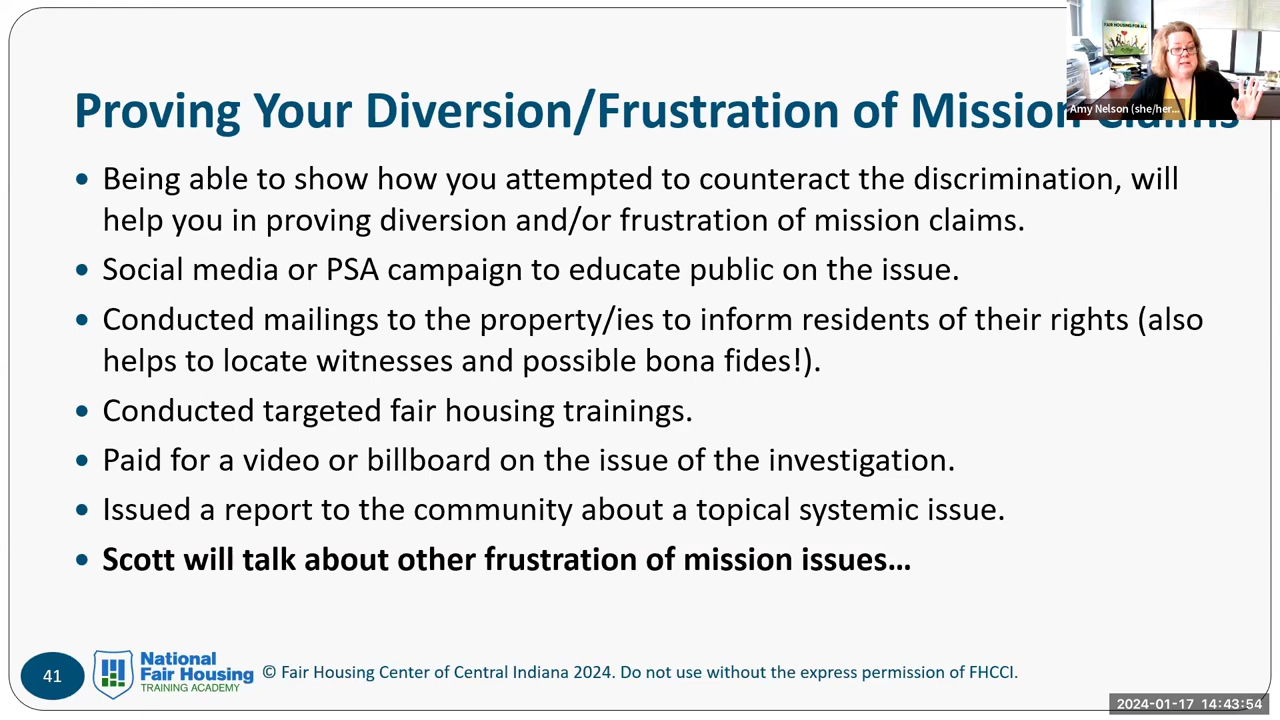 FAIR HOUSING FOR ALL
Amy Nelson (she/her...
Proving Your Diversion/Frustration of Mission Claims
• Being able to show how you attempted to counteract the discrimination, will
help you in proving diversion and/or frustration of mission claims.
• Social media or PSA campaign to educate public on the issue.
• Conducted mailings to the property/ies to inform residents of their rights (also
helps to locate witnesses and possible bona fides!).
• Conducted targeted fair housing trainings.
• Paid for a video or billboard on the issue of the investigation.
• Issued a report to the community about a topical systemic issue.
• Scott will talk about other frustration of mission issues…
41
National
Fair Housing
TRAINING ACADEMY
© Fair Housing Center of Central Indiana 2024. Do not use without the express permission of FHCCI.
2024-01-17 14:43:54